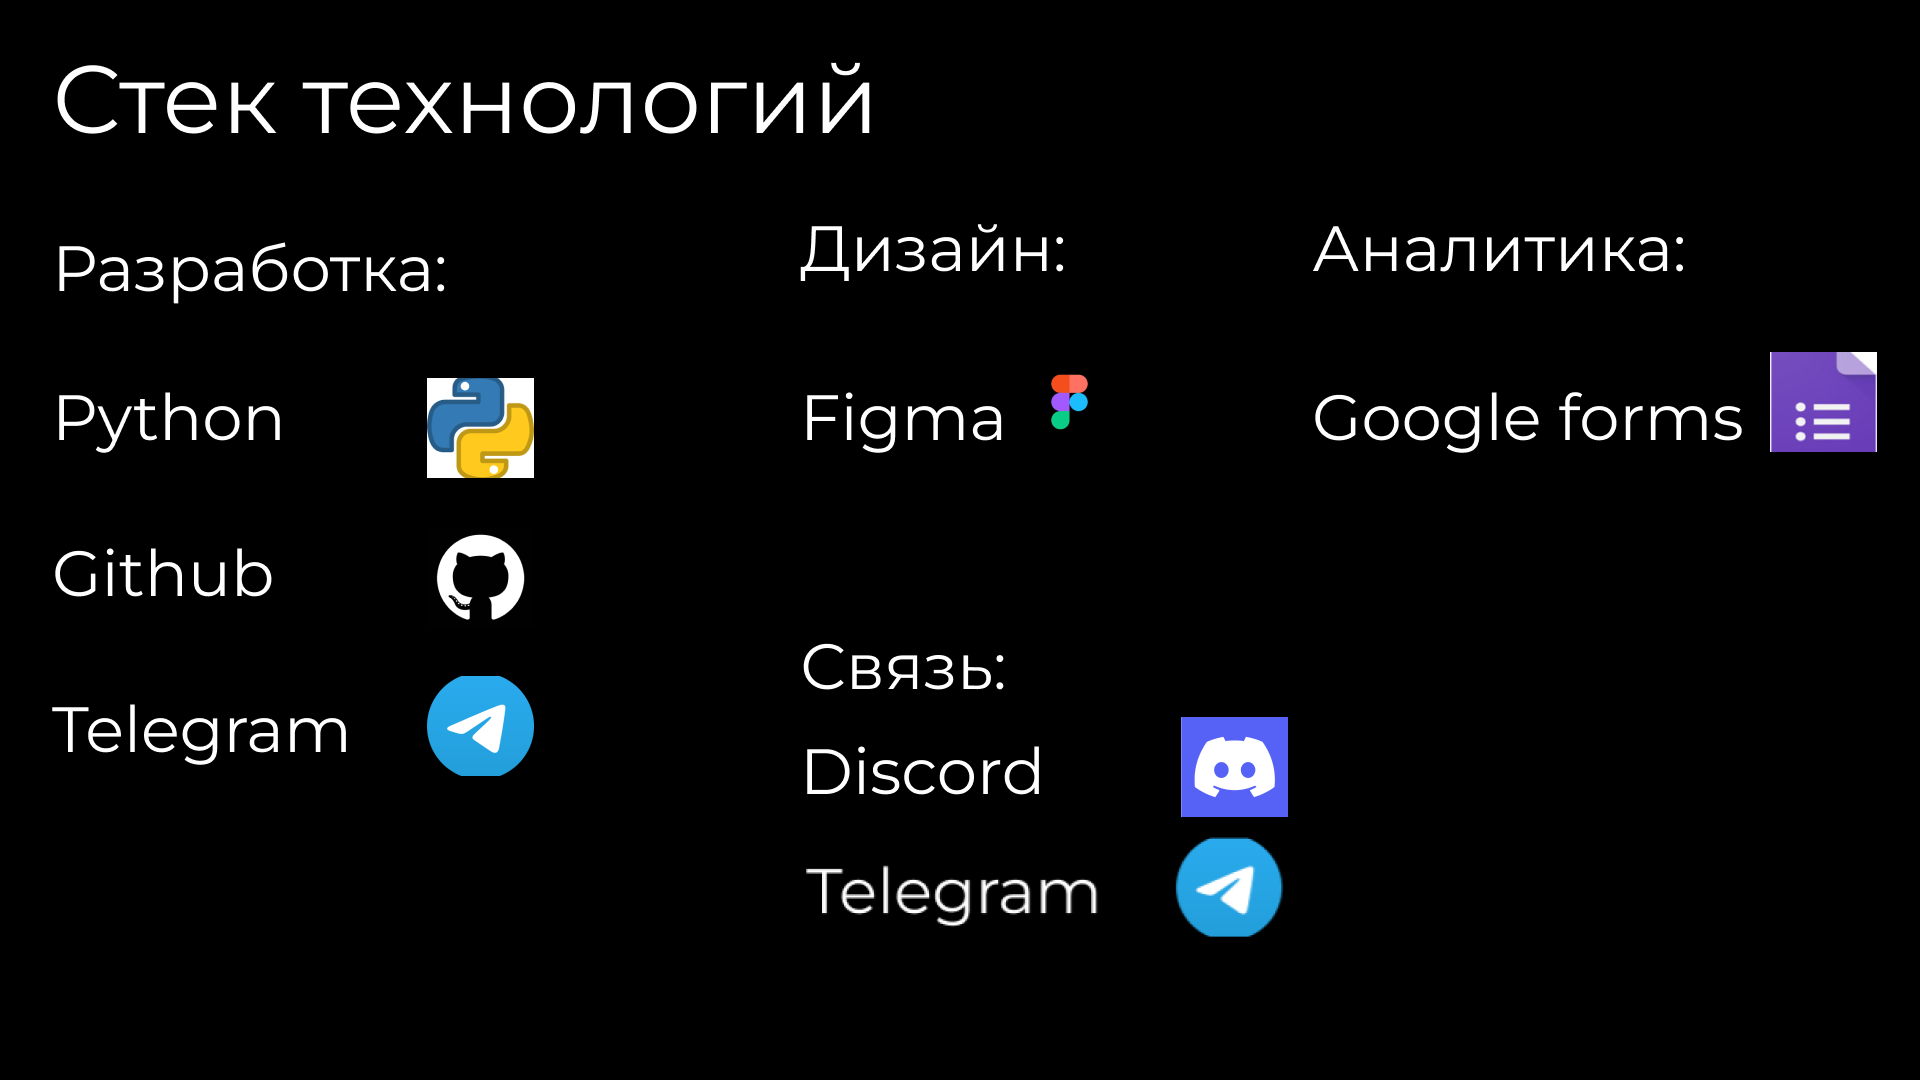 Стек технологий
Разработка:
Python
Github
Telegram
Дизайн:
Figma
Связь:
Discord
Telegram
Аналитика:
Google forms